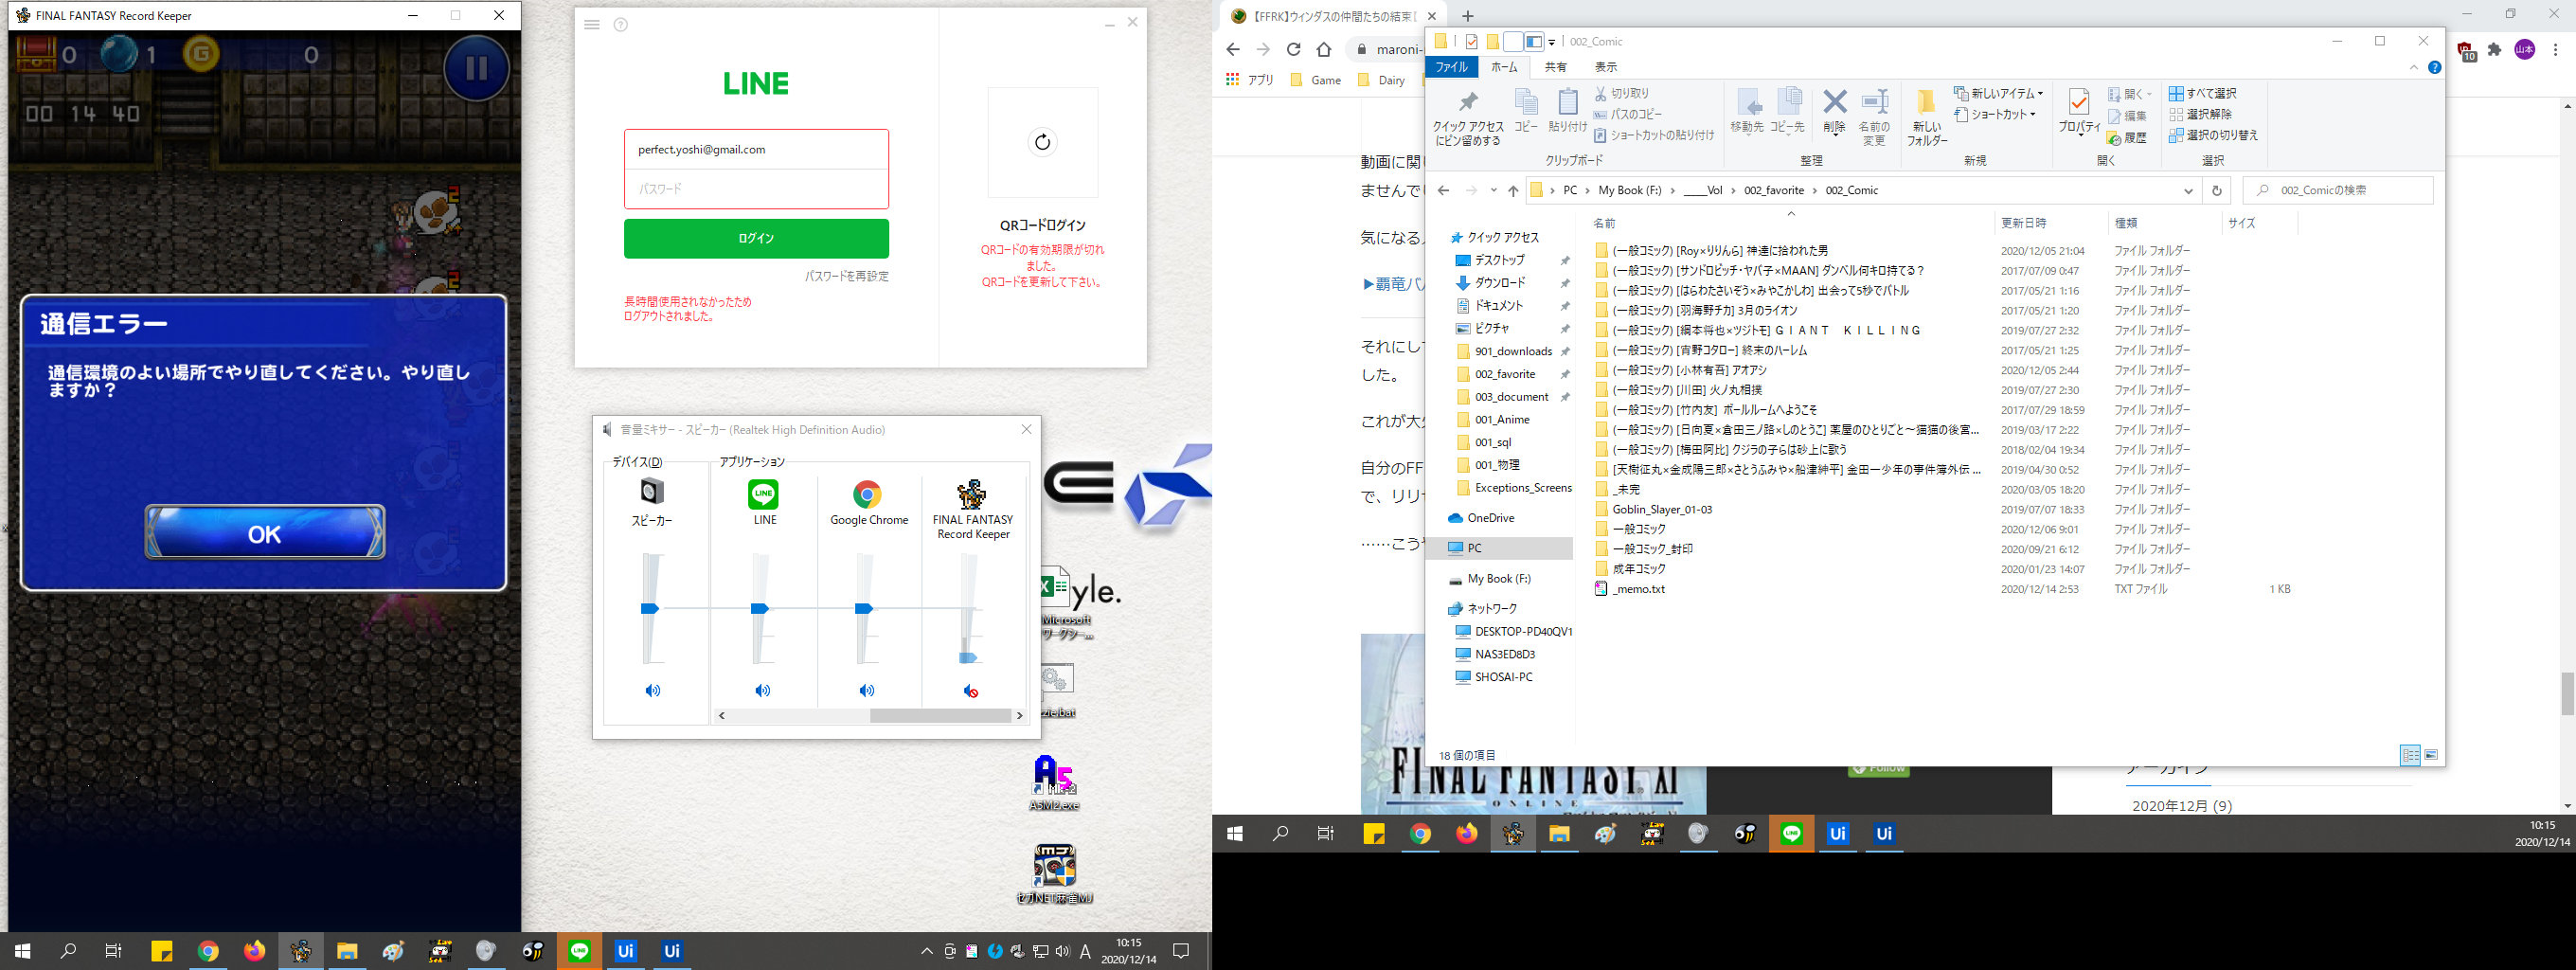 FINAL FANTASY Record Keeper
0
1
G
0
00 14 40
通信エラー
通信環境のよい場所でやり直してください。やり直し
ますか？
OK
LINE
perfect.yoshi@gmail.com
パスワード
ログイン
パスワードを再設定
長時間使用されなかったため
ログアウトされました。
QRコードログイン
QRコードの有効期限が切れ
ました。
QRコードを更新して下さい。
音量ミキサー - スピーカー (Realtek High Definition Audio)
デバイス(D)
アプリケーション
スピーカー
LINE
Google Chrome
FINAL FANTASY
Record Keeper
yle.
Microsoft
ワークシー...
zzie.bat
A5M2.exe
セガNET麻雀MJ
10:15
2020/12/14
【FFRK】ウィンダスの仲間たちの結束
maroni-
アプリ
Game
Dairy
山本
10
動画に関
ませんで
気になる
▶覇竜バ
それにし
した。
これが大
自分のFF
で、リリ
……こう
002_Comic
ファイル
ホーム
共有
表示
クイック アクセス
にピン留めする
コピー
貼り付け
切り取り
パスのコピー
ショートカットの貼り付け
クリップボード
移動先
コピー先
削除
名前の
変更
整理
新しい
フォルダー
新しいアイテム
ショートカット
新規
プロパティ
開く
編集
履歴
開く
すべて選択
選択解除
選択の切り替え
選択
PC
My Book (F:)
____Vol
002_favorite
002_Comic
002_Comicの検索
名前
更新日時
種類
サイズ
クイック アクセス
デスクトップ
ダウンロード
ドキュメント
ピクチャ
901_downloads
002_favorite
003_document
001_Anime
001_sql
001_物理
Exceptions_Screens
OneDrive
PC
My Book (F:)
ネットワーク
DESKTOP-PD40QV1
NAS3ED8D3
SHOSAI-PC
(一般コミック) [Roy×りりんら] 神達に拾われた男 2020/12/05 21:04 ファイル フォルダー
(一般コミック) [サンドロビッチ・ヤバ子×MAAN] ダンベル何キロ持てる？ 2017/07/09 0:47 ファイル フォルダー
(一般コミック) [はらわたさいぞう×みやこかしわ] 出会って5秒でバトル 2017/05/21 1:16 ファイル フォルダー
(一般コミック) [羽海野チカ] 3月のライオン 2017/05/21 1:20 ファイル フォルダー
(一般コミック) [綱本将也×ツジトモ] ＧＩＡＮＴ　ＫＩＬＬＩＮＧ 2019/07/27 2:32 ファイル フォルダー
(一般コミック) [宵野コタロー] 終末のハーレム 2017/05/21 1:25 ファイル フォルダー
(一般コミック) [小林有吾] アオアシ 2020/12/05 2:44 ファイル フォルダー
(一般コミック) [川田] 火ノ丸相撲 2019/07/27 2:30 ファイル フォルダー
(一般コミック) [竹内友] ボールルームへようこそ 2017/07/29 18:59 ファイル フォルダー
(一般コミック) [日向夏×倉田三ノ路×しのとうこ] 薬屋のひとりごと～猫猫の後宮... 2019/03/17 2:22 ファイル フォルダー
(一般コミック) [梅田阿比] クジラの子らは砂上に歌う 2018/02/04 19:34 ファイル フォルダー
[天樹征丸×金成陽三郎×さとうふみや×船津紳平] 金田一少年の事件簿外伝 ... 2019/04/30 0:52 ファイル フォルダー
_未完 2020/03/05 18:20 ファイル フォルダー
Goblin_Slayer_01-03 2019/07/07 18:33 ファイル フォルダー
一般コミック 2020/12/06 9:01 ファイル フォルダー
一般コミック_封印 2020/09/21 6:12 ファイル フォルダー
成年コミック 2020/01/23 14:07 ファイル フォルダー
_memo.txt 2020/12/14 2:53 TXT ファイル 1 KB
18 個の項目
FINAL FANTASY XI
ONLINE
Follow
アーカイブ
2020年12月 (9)
10:15
2020/12/14